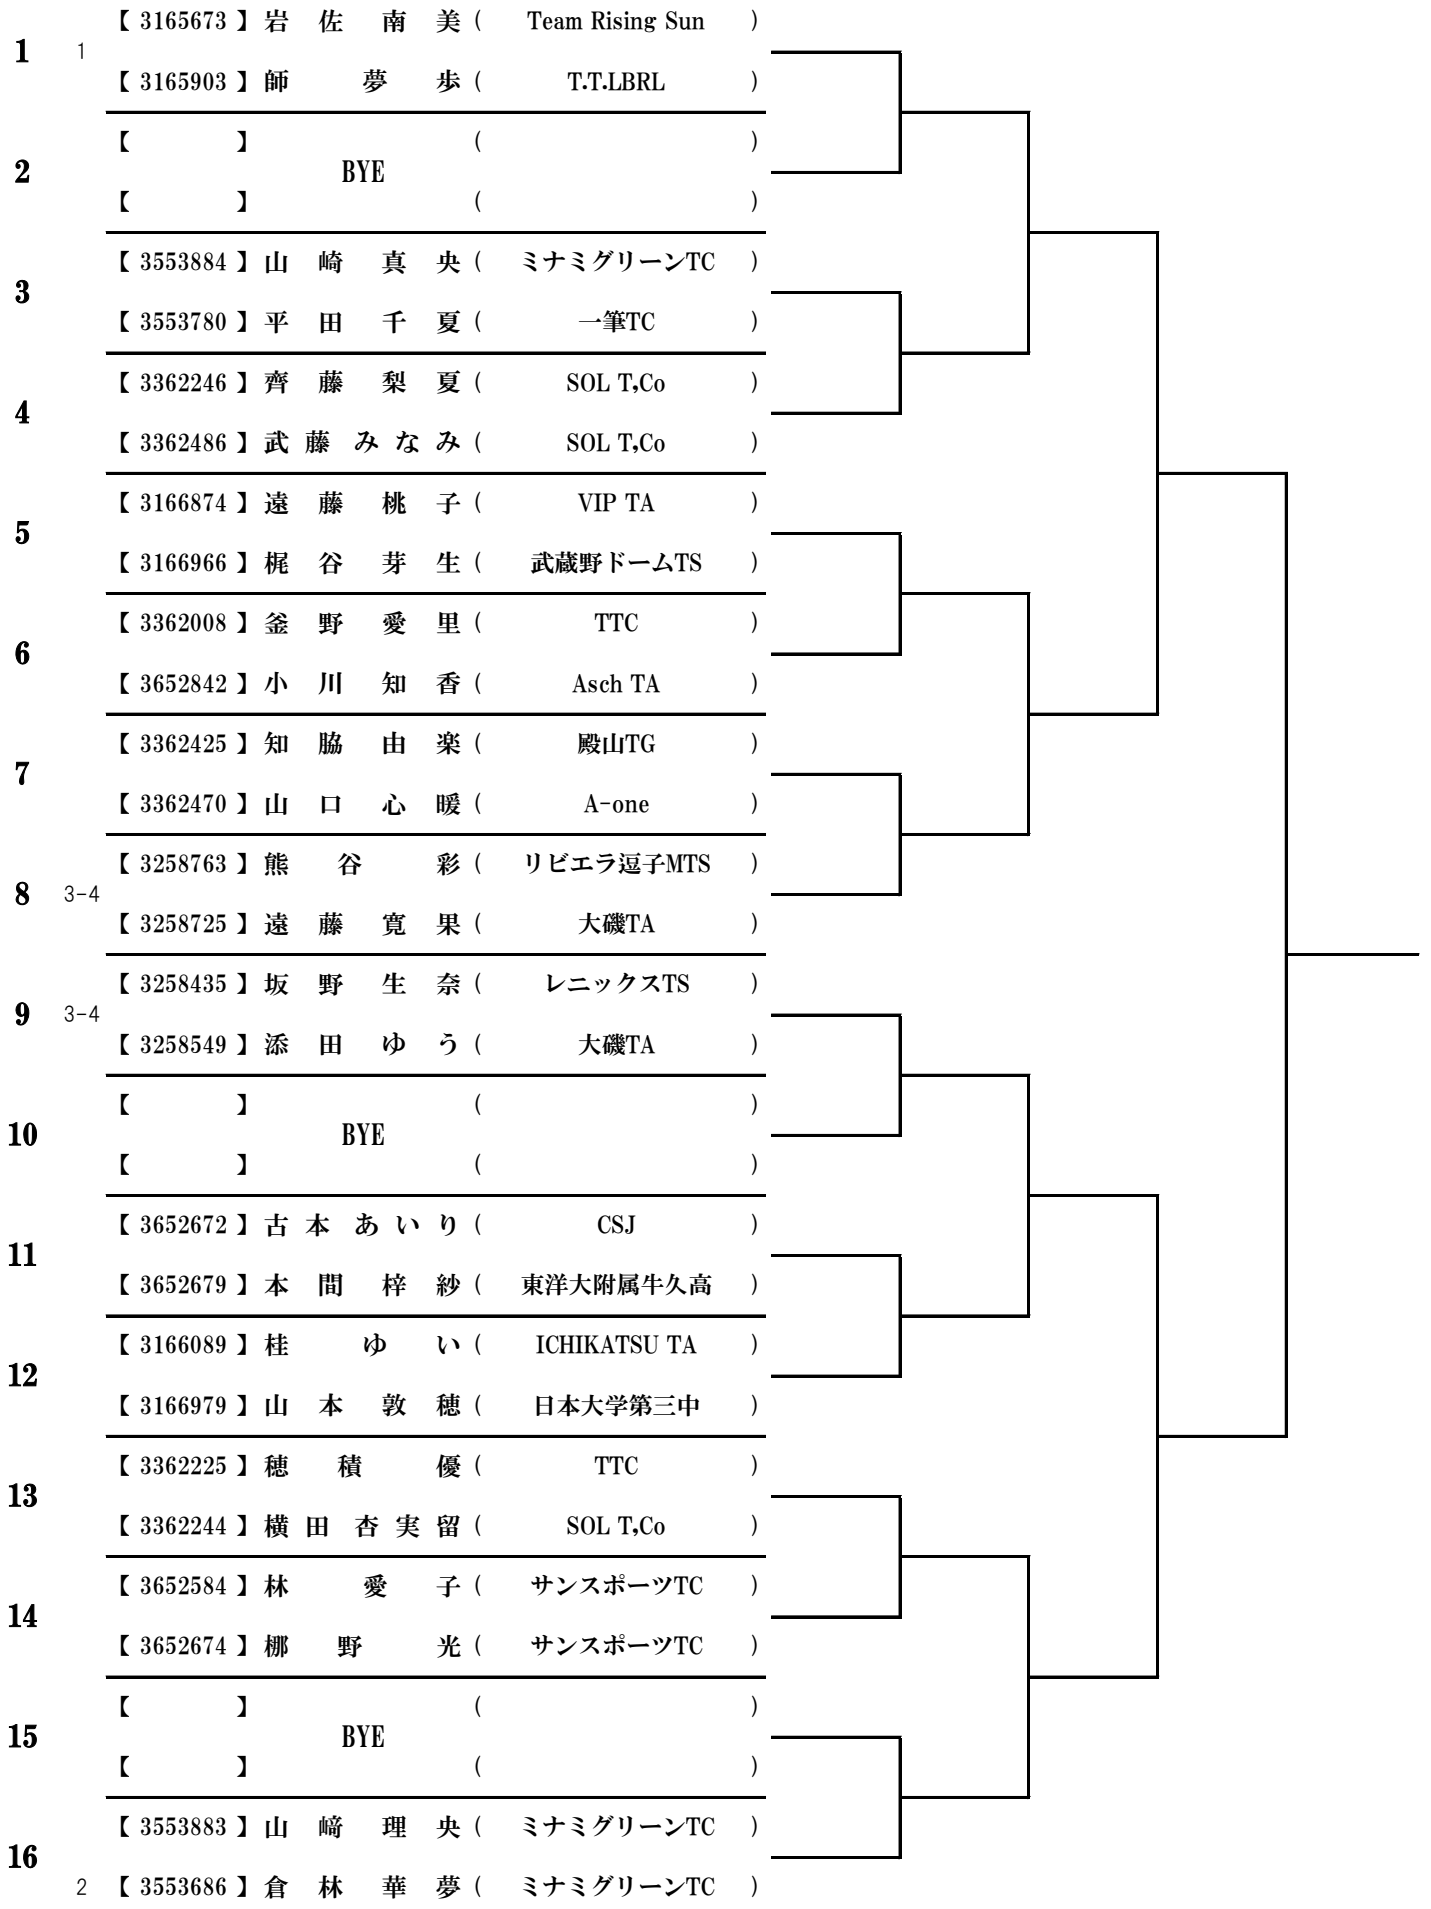 【 3165673 】 岩 佐 南 美 ( Team Rising Sun )
1 1
【 3165903 】 師 夢 歩 ( T.T.LBRL )
【 】 ( )
2 BYE
【 】 ( )
【 3553884 】 山 崎 真 央 ( ミナミグリーンTC )
3
【 3553780 】 平 田 千 夏 ( 一筆TC )
【 3362246 】 齊 藤 梨 夏 ( SOL T,Co )
4
【 3362486 】 武 藤 み な み ( SOL T,Co )
【 3166874 】 遠 藤 桃 子 ( VIP TA )
5
【 3166966 】 梶 谷 芽 生 ( 武蔵野ドームTS )
【 3362008 】 釜 野 愛 里 ( TTC )
6
【 3652842 】 小 川 知 香 ( Asch TA )
【 3362425 】 知 脇 由 楽 ( 殿山TG )
7
【 3362470 】 山 口 心 暖 ( A-one )
【 3258763 】 熊 谷 彩 ( リビエラ逗子MTS )
8 3-4
【 3258725 】 遠 藤 寛 果 ( 大磯TA )
【 3258435 】 坂 野 生 奈 ( レニックスTS )
9 3-4
【 3258549 】 添 田 ゆ う ( 大磯TA )
【 】 ( )
10 BYE
【 】 ( )
【 3652672 】 古 本 あ い り ( CSJ )
11
【 3652679 】 本 間 梓 紗 ( 東洋大附属牛久高 )
【 3166089 】 桂 ゆ い ( ICHIKATSU TA )
12
【 3166979 】 山 本 敦 穂 ( 日本大学第三中 )
【 3362225 】 穂 積 優 ( TTC )
13
【 3362244 】 横 田 杏 実 留 ( SOL T,Co )
【 3652584 】 林 愛 子 ( サンスポーツTC )
14
【 3652674 】 梛 野 光 ( サンスポーツTC )
【 】 ( )
15 BYE
【 】 ( )
【 3553883 】 山 﨑 理 央 ( ミナミグリーンTC )
16
2 【 3553686 】 倉 林 華 夢 ( ミナミグリーンTC )